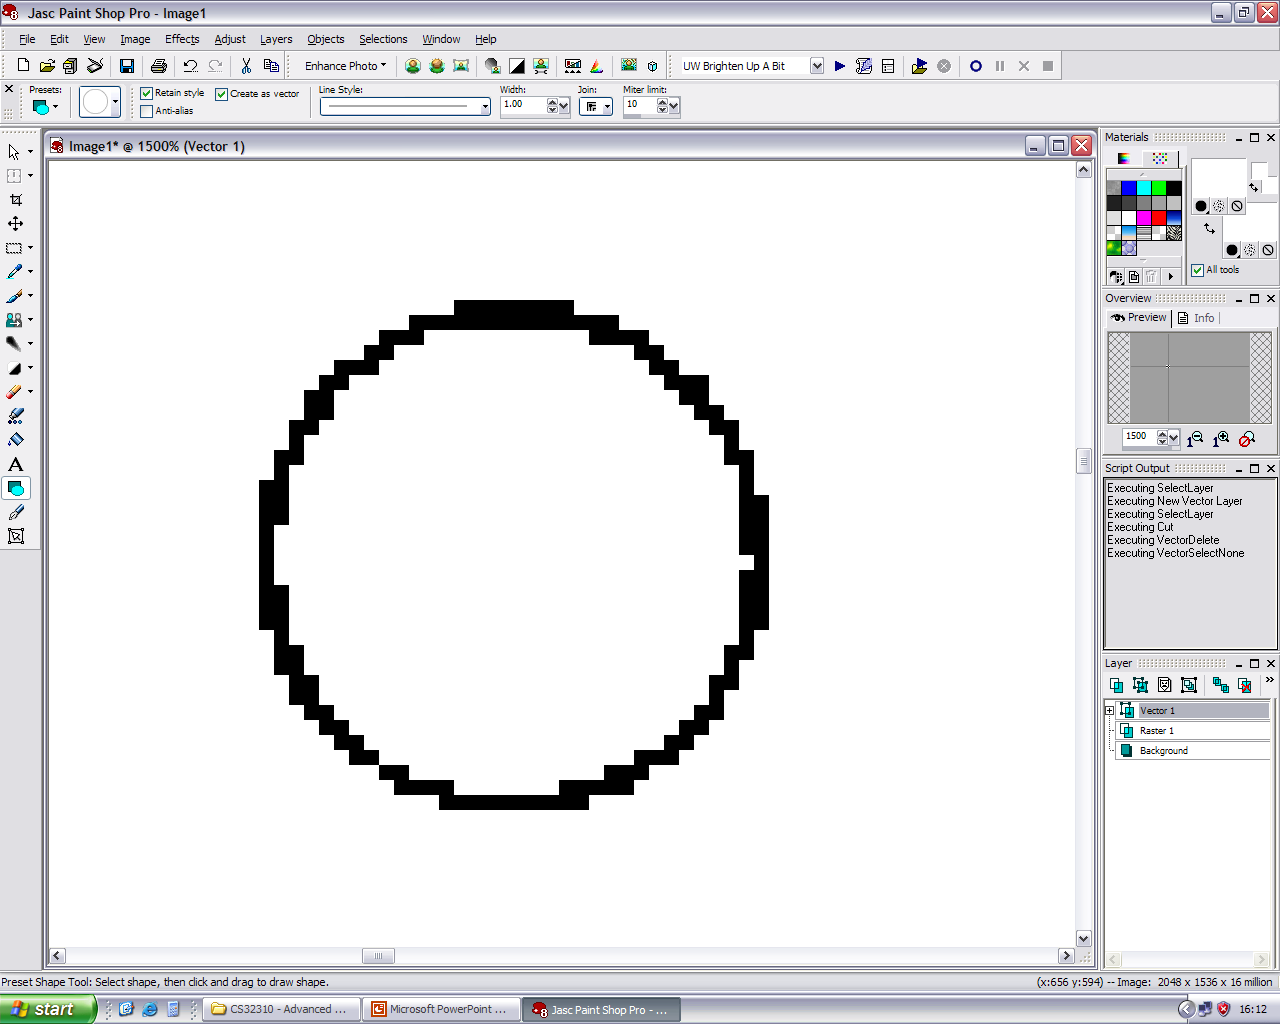 Jasc Paint Shop Pro - Image1
File Edit View Image Effects Adjust Layers Objects Selections Window Help
Enhance Photo
UW Brighten Up A Bit
Presets:
Retain style
Anti-alias
Create as vector
Line Style:
Width:
1.00
Join:
Miter limit:
10
Image1* @ 1500% (Vector 1)
Materials
All tools
Overview
Preview
Info
1500
Script Output
Executing SelectLayer
Executing New Vector Layer
Executing SelectLayer
Executing Cut
Executing VectorDelete
Executing VectorSelectNone
Layer
Vector 1
Raster 1
Background
Preset Shape Tool: Select shape, then click and drag to draw shape.
(x:656 y:594) -- Image: 2048 x 1536 x 16 million
start
CS32310 - Advanced ...
Microsoft PowerPoint ...
Jasc Paint Shop Pro - ...
16:12